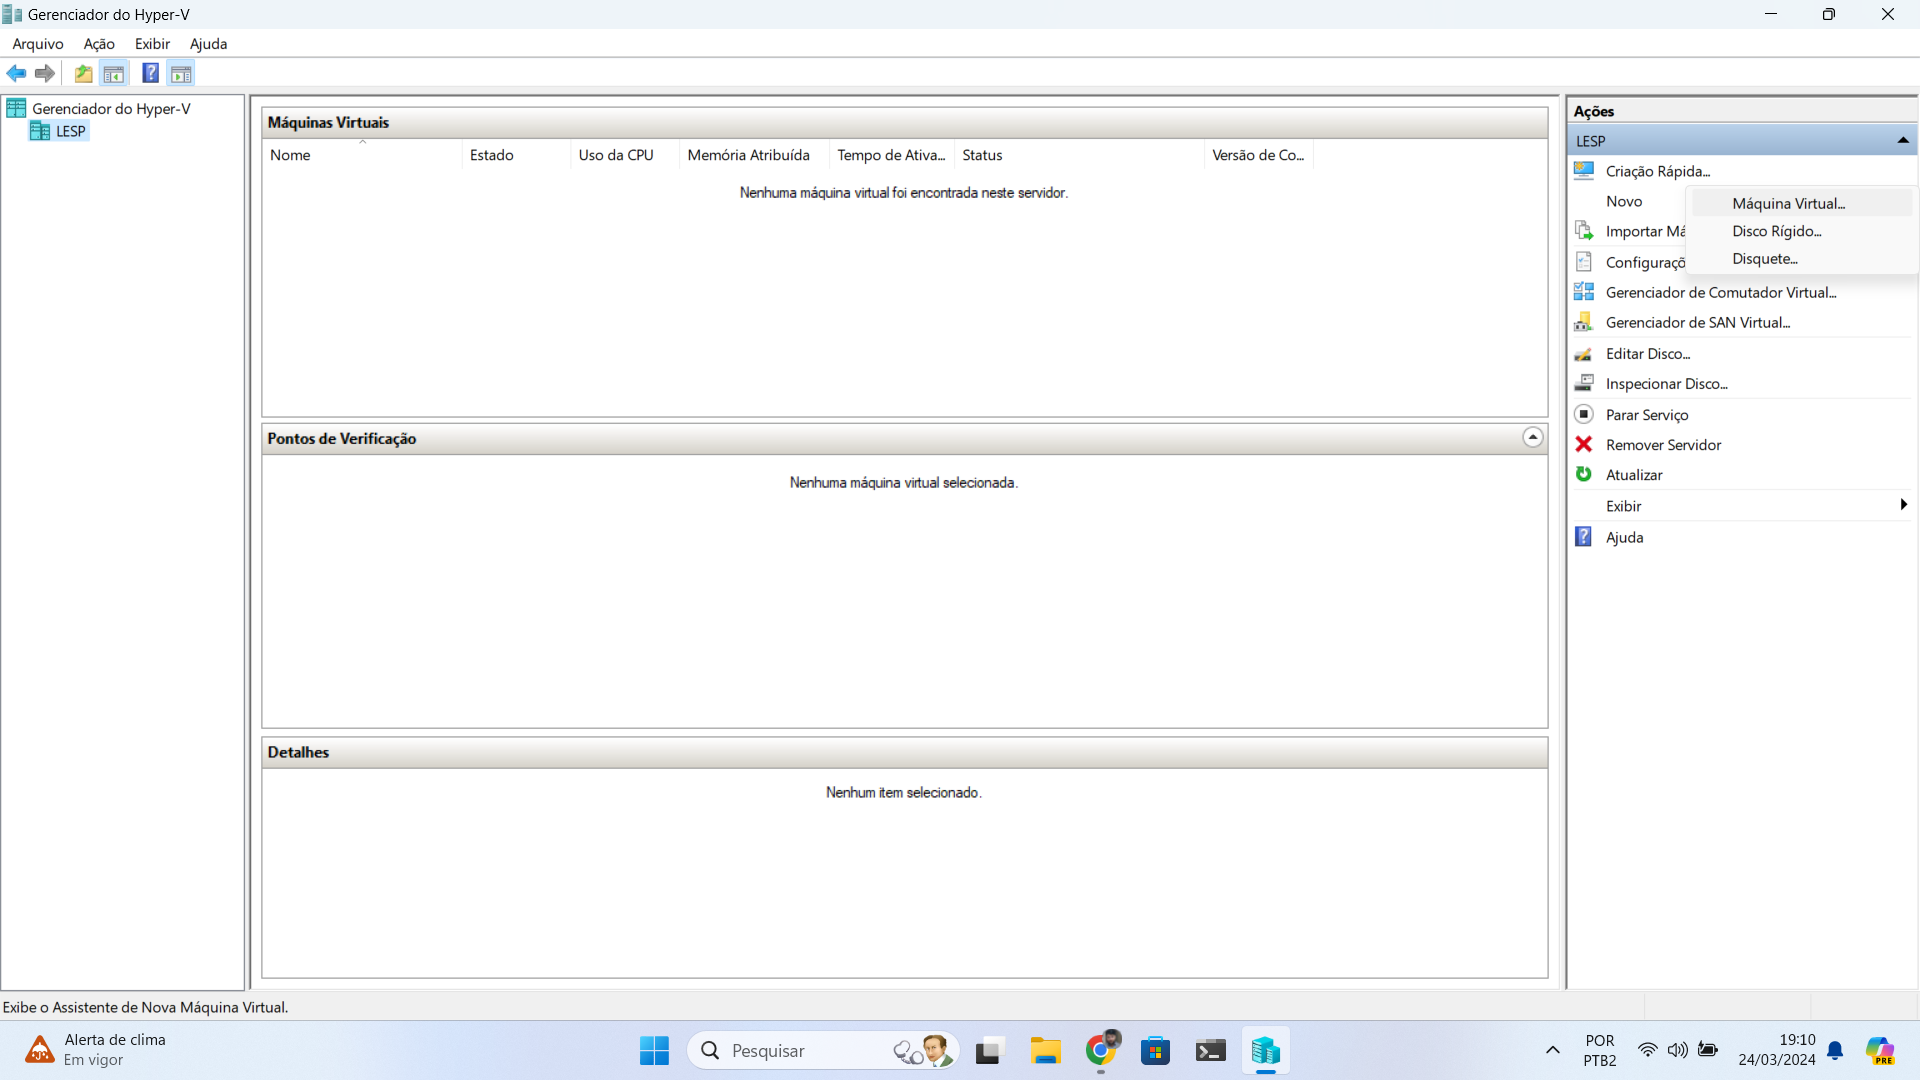 Gerenciador do Hyper-V
Arquivo Ação Exibir Ajuda
Gerenciador do Hyper-V
LESP
Máquinas Virtuais
Nome Estado Uso da CPU Memória Atribuída Tempo de Ativa... Status Versão de Co...
Nenhuma máquina virtual foi encontrada neste servidor.
Pontos de Verificação
Nenhuma máquina virtual selecionada.
Detalhes
Nenhum item selecionado.
Ações
LESP
Criação Rápida...
Novo
Máquina Virtual...
Disco Rígido...
Disquete...
Importar Má
Configuraçõ
Gerenciador de Comutador Virtual...
Gerenciador de SAN Virtual...
Editar Disco...
Inspecionar Disco...
Parar Serviço
Remover Servidor
Atualizar
Exibir
Ajuda
Exibe o Assistente de Nova Máquina Virtual.
Alerta de clima
Em vigor
Pesquisar
POR
PTB2
19:10
24/03/2024
PRE